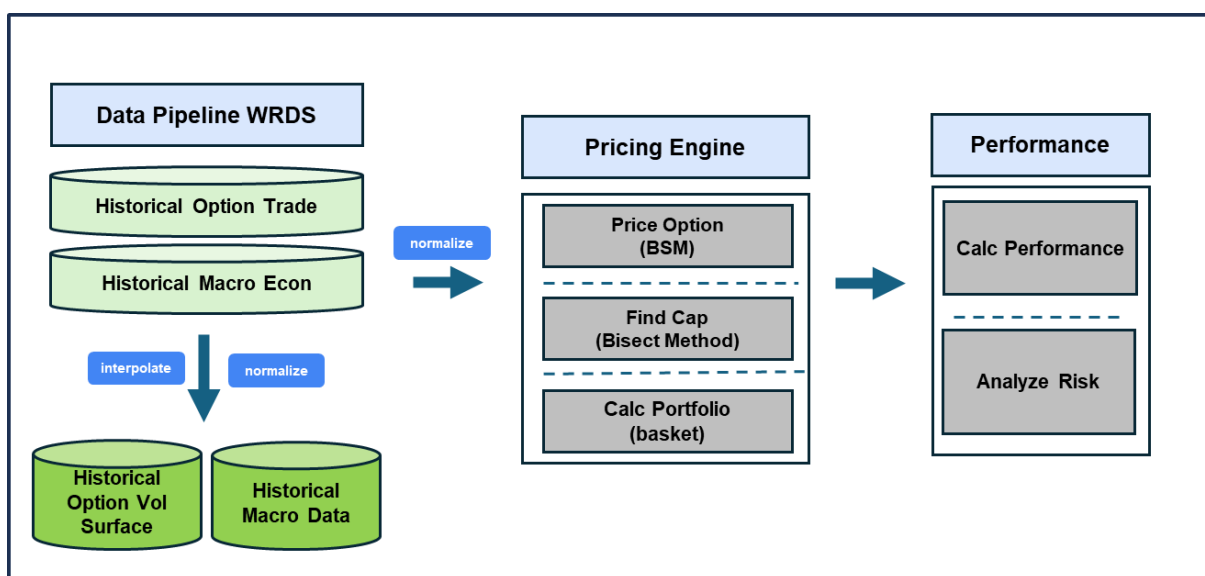 Data Pipeline WRDS
Historical Option Trade
Historical Macro Econ
interpolate
normalize
Historical
Option Vol
Surface
Historical
Macro Data
normalize
Pricing Engine
Price Option
(BSM)
Find Cap
(Bisect Method)
Calc Portfolio
(basket)
Performance
Calc Performance
Analyze Risk